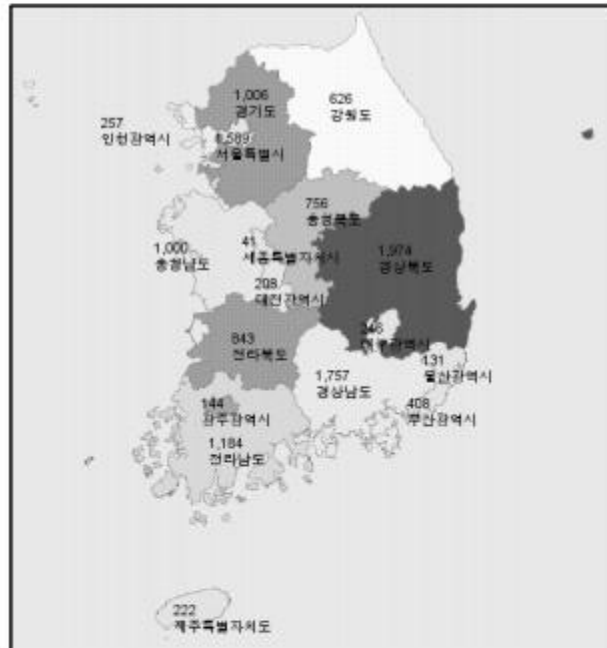 1,006
경기도
626
강원도
257
인천광역시
1,589
서울특별시
756
충청북도
1,000
충청남도
41
세종특별자치시
1,974
경상북도
208
대전광역시
246
대구광역시
843
전라북도
131
울산광역시
1,757
경상남도
408
부산광역시
144
광주광역시
1,184
전라남도
222
제주특별자치도